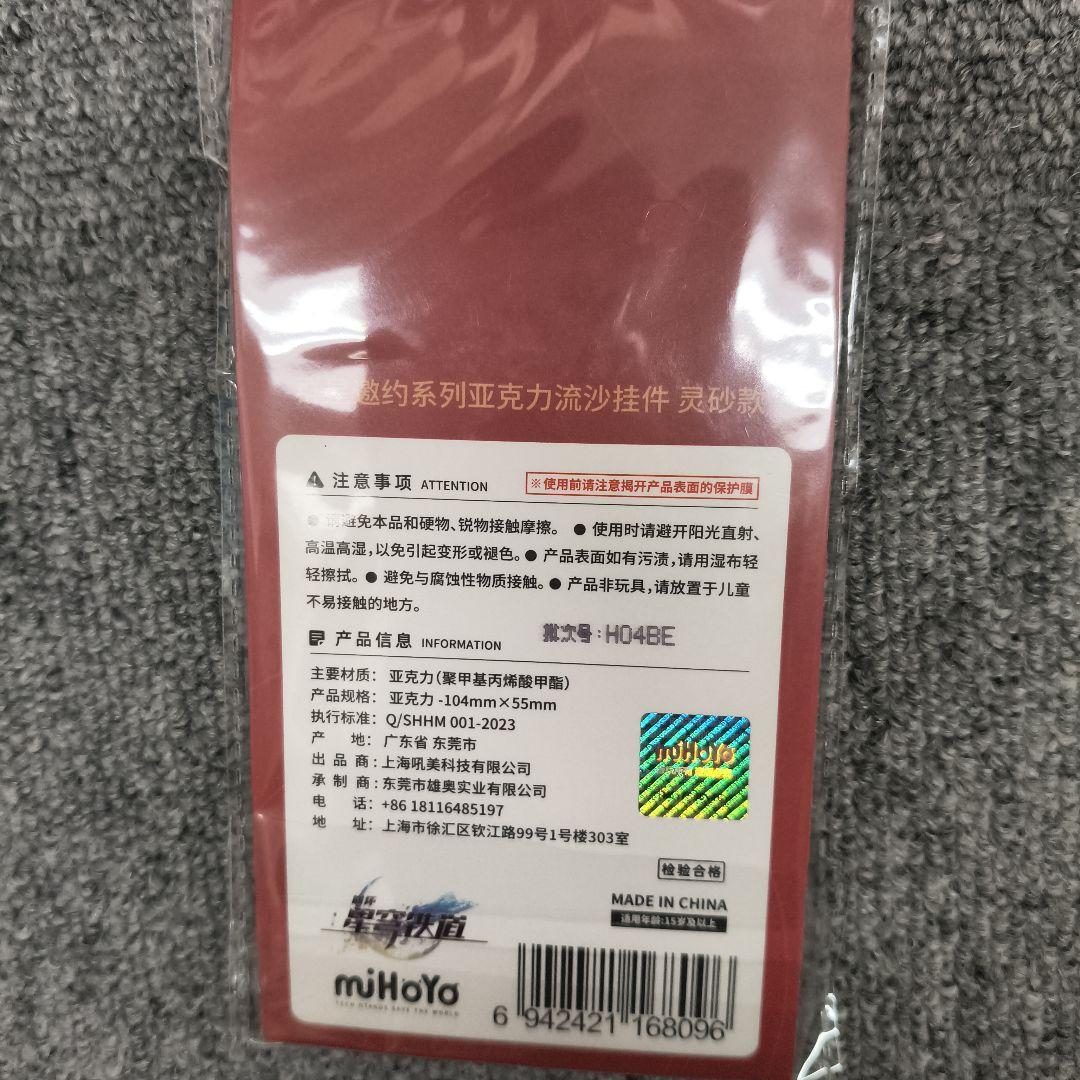 邀约系列亚克力流沙挂件 灵砂款
注意事项 ATTENTION
※使用前请注意揭开产品表面的保护膜
● 请避免本品和硬物、锐物接触摩擦。 ● 使用时请避开阳光直射、
高温高湿,以免引起变形或褪色。● 产品表面如有污渍,请用湿布轻
轻擦拭。● 避免与腐蚀性物质接触。● 产品非玩具,请放置于儿童
不易接触的地方。
批次号:H04BE
产品信息 INFORMATION
主要材质: 亚克力(聚甲基丙烯酸甲酯)
产品规格: 亚克力 -104mm×55mm
执行标准: Q/SHHM 001-2023
产 地: 广东省 东莞市
出 品 商:上海吼美科技有限公司
承 制 商:东莞市雄奥实业有限公司
电 话: +86 18116485197
地 址: 上海市徐汇区钦江路99号1号楼303室
miHoYo
检验合格
MADE IN CHINA
适用年龄:15岁及以上
崩坏
星穹铁道
miHoYo
TECH OTAKUS SAVE THE WORLD
6 942421 168096